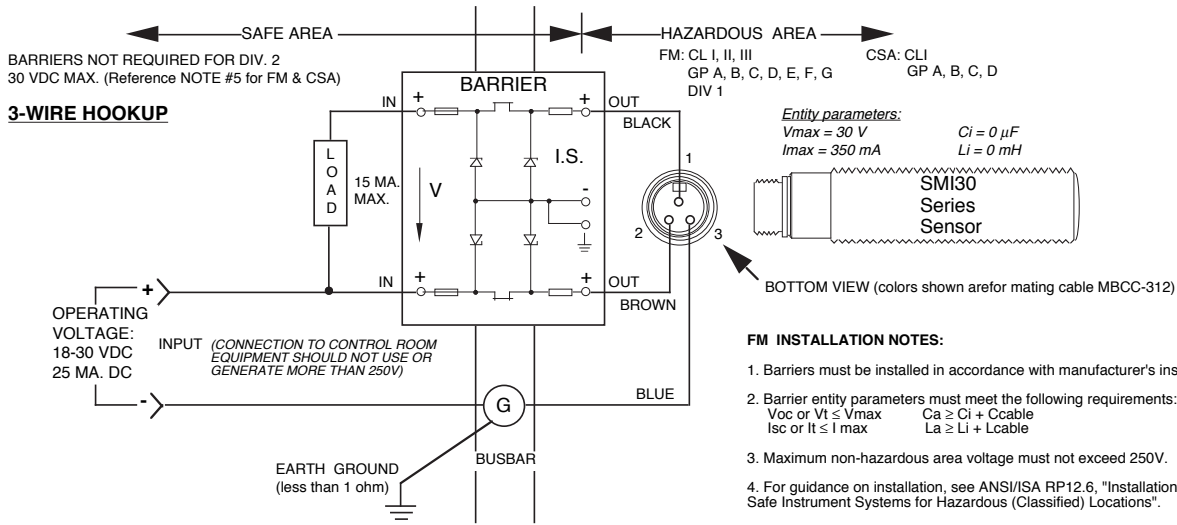 SAFE AREA
HAZARDOUS AREA
BARRIERS NOT REQUIRED FOR DIV. 2
30 VDC MAX. (Reference NOTE #5 for FM & CSA)
FM: CL I, II, III
GP A, B, C, D, E, F, G
DIV 1
CSA: CLI
GP A, B, C, D
3-WIRE HOOKUP
BARRIER
IN
+
+
OUT
BLACK
LOAD
15 MA.
MAX.
V
I.S.
-
IN
+
+
OUT
BROWN
1
2
3
Entity parameters:
Vmax = 30 V
Ci = 0 µF
Imax = 350 mA
Li = 0 mH
SMI30
Series
Sensor
BOTTOM VIEW (colors shown arefor mating cable MBCC-312)
+
OPERATING
VOLTAGE:
18-30 VDC
25 MA. DC
-
INPUT (CONNECTION TO CONTROL ROOM
EQUIPMENT SHOULD NOT USE OR
GENERATE MORE THAN 250V)
G
BLUE
BUSBAR
EARTH GROUND
(less than 1 ohm)
FM INSTALLATION NOTES:
1. Barriers must be installed in accordance with manufacturer's ins
2. Barrier entity parameters must meet the following requirements:
Voc or Vt ≤ Vmax Ca ≥ Ci + Ccable
Isc or It ≤ I max La ≥ Li + Lcable
3. Maximum non-hazardous area voltage must not exceed 250V.
4. For guidance on installation, see ANSI/ISA RP12.6, "Installation
Safe Instrument Systems for Hazardous (Classified) Locations".